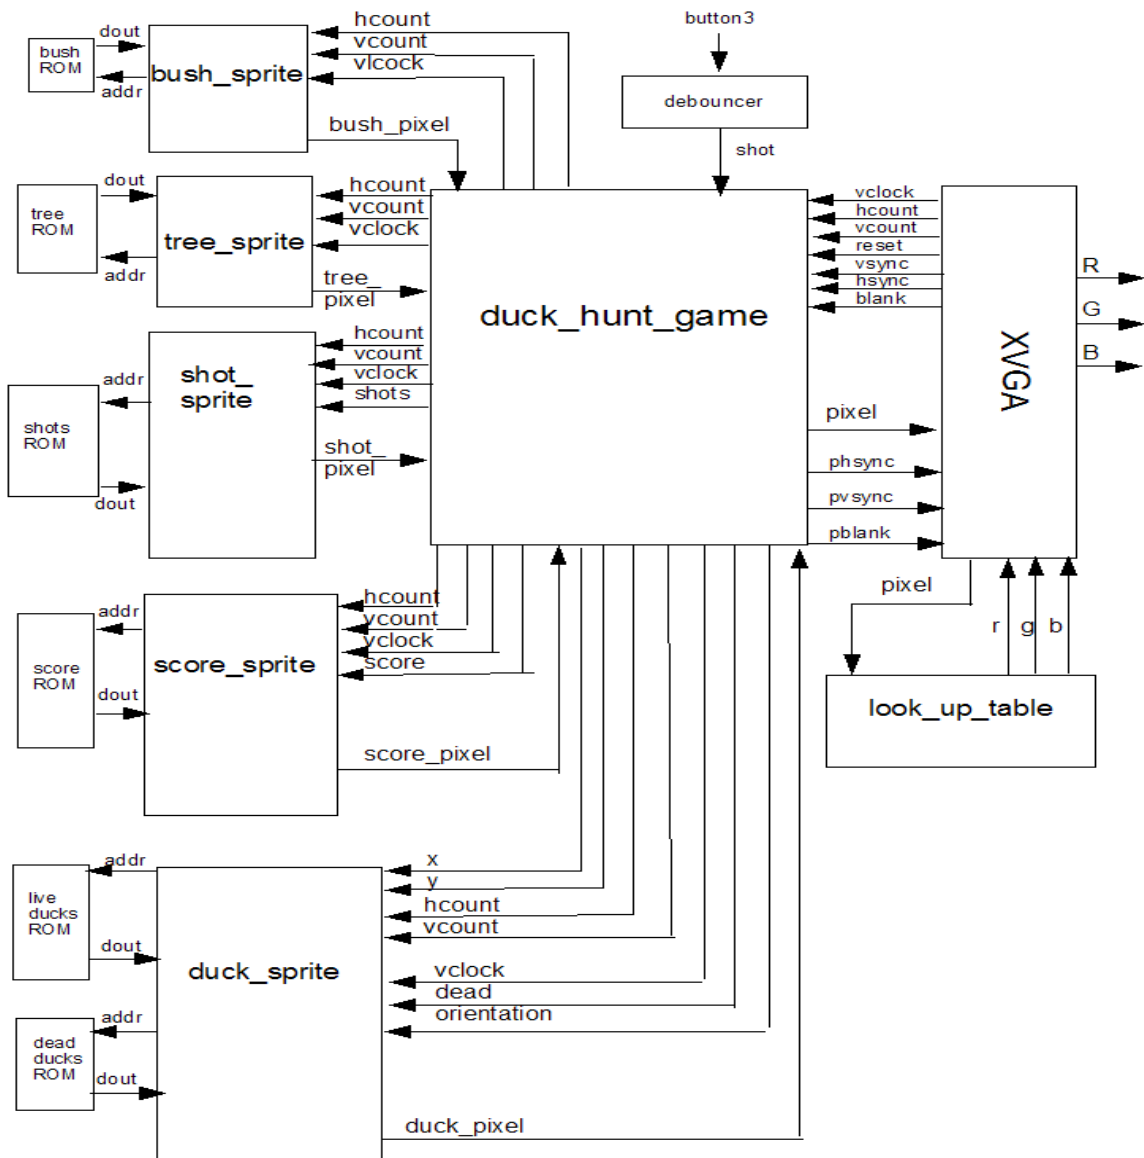 dout
bush
ROM
addr
bush_sprite
hcount
vcount
vlcock
bush_pixel
button3
debouncer
shot
dout
tree
ROM
addr
tree_sprite
hcount
vcount
vclock
tree_
pixel
duck_hunt_game
vclock
hcount
vcount
reset
vsync
hsync
blank
XVGA
R
G
B
addr
shots
ROM
dout
shot_
sprite
hcount
vcount
vclock
shots
shot_
pixel
pixel
phsync
pvsync
pblank
pixel
r
g
b
look_up_table
addr
score
ROM
dout
score_sprite
hcount
vcount
vclock
score
score_pixel
addr
live
ducks
ROM
dout
addr
dead
ducks
ROM
dout
duck_sprite
x
y
hcount
vcount
vclock
dead
orientation
duck_pixel